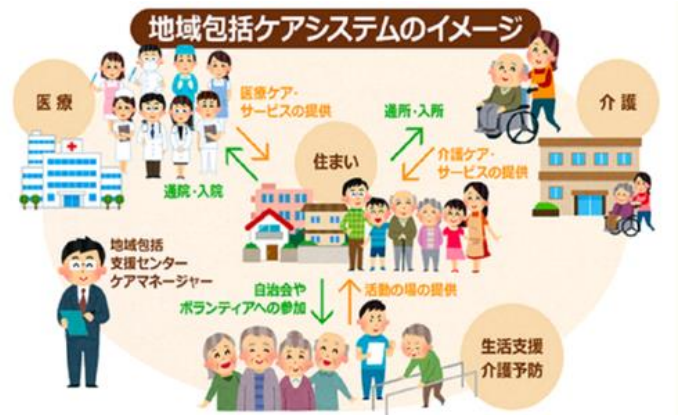 地域包括ケアシステムのイメージ
医療
医療ケア・
サービスの提供
通所・入所
介護
住まい
介護ケア・
サービスの提供
通院・入院
地域包括
支援センター
ケアマネージャー
自治会や
ボランティアへの参加
活動の場の提供
生活支援
介護予防